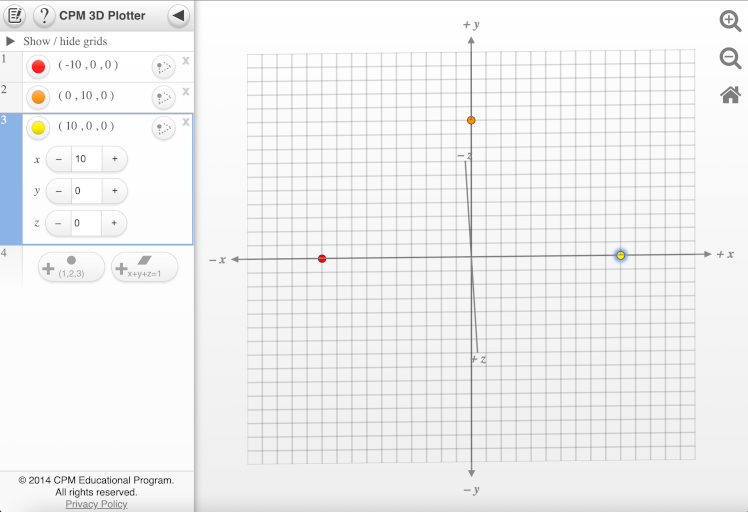 CPM 3D Plotter
Show / hide grids
1
( -10 , 0 , 0 )
x
2
( 0 , 10 , 0 )
x
3
( 10 , 0 , 0 )
x
x − 10 +
y − 0 +
z − 0 +
4
+ (1,2,3)
+ x+y+z=1
© 2014 CPM Educational Program.
All rights reserved.
Privacy Policy
+ y
− z
− x
+ x
+ z
− y